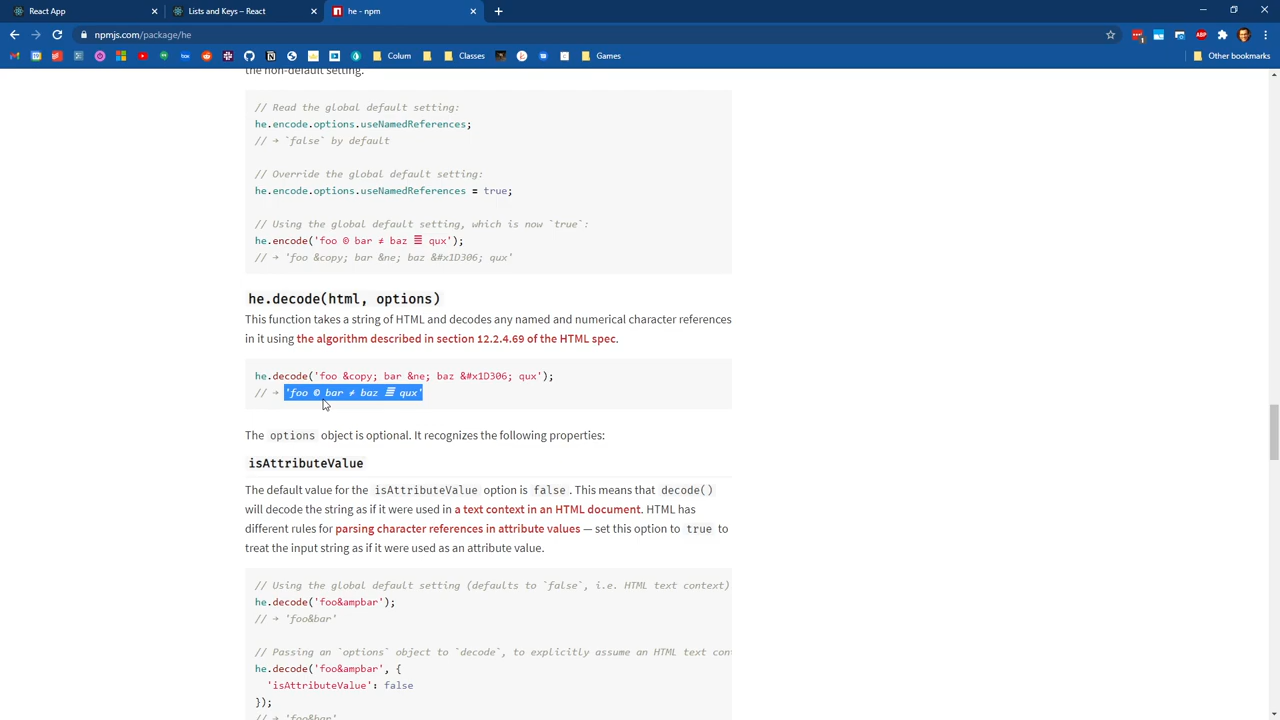 React App
Lists and Keys – React
he - npm
npmjs.com/package/he
Colum
Classes
Games
Other bookmarks
the non-default setting.
// Read the global default setting:
he.encode.options.useNamedReferences;
// → `false` by default
// Override the global default setting:
he.encode.options.useNamedReferences = true;
// Using the global default setting, which is now `true`:
he.encode('foo © bar ≠ baz 𝌆 qux');
// → 'foo &copy; bar &ne; baz &#x1D306; qux'
he.decode(html, options)
This function takes a string of HTML and decodes any named and numerical character references
in it using the algorithm described in section 12.2.4.69 of the HTML spec.
he.decode('foo &copy; bar &ne; baz &#x1D306; qux');
// → 'foo © bar ≠ baz 𝌆 qux'
The options object is optional. It recognizes the following properties:
isAttributeValue
The default value for the isAttributeValue option is false. This means that decode()
will decode the string as if it were used in a text context in an HTML document. HTML has
different rules for parsing character references in attribute values — set this option to true to
treat the input string as if it were used as an attribute value.
// Using the global default setting (defaults to `false`, i.e. HTML text context)
he.decode('foo&ampbar');
// → 'foo&bar'
// Passing an `options` object to `decode`, to explicitly assume an HTML text con
he.decode('foo&ampbar', {
'isAttributeValue': false
});
// → 'foo&bar'